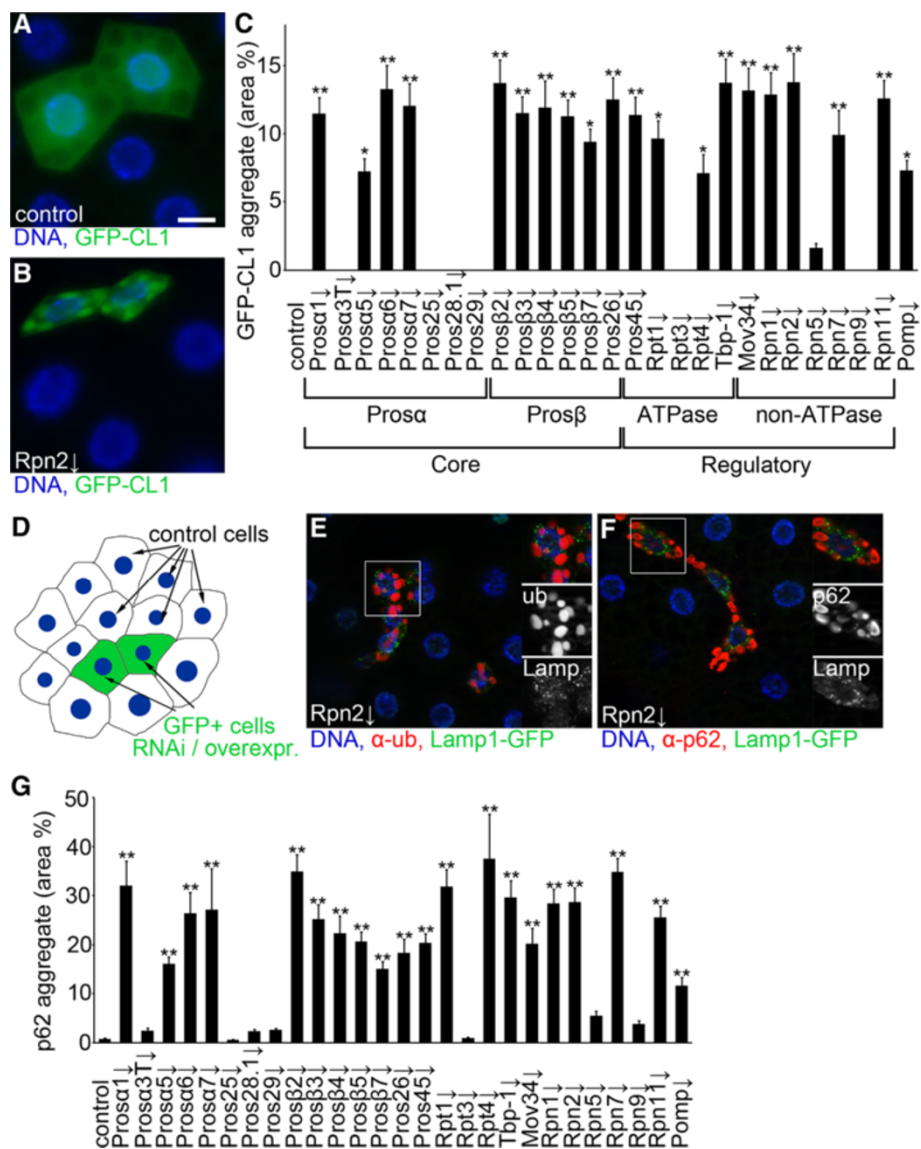 A
control
DNA, GFP-CL1
B
Rpn2↓
DNA, GFP-CL1
C
GFP-CL1 aggregate (area %)
15
10
5
0
** * ** ** ** ** ** ** * ** ** * * ** ** ** ** ** ** *
control
Prosα1↓
Prosα3T↓
Prosα5↓
Prosα6↓
Prosα7↓
Pros25↓
Pros28.1↓
Pros29↓
Prosβ2↓
Prosβ3↓
Prosβ4↓
Prosβ5↓
Prosβ7↓
Pros26↓
Pros45↓
Rpt1↓
Rpt3↓
Rpt4↓
Tbp-1↓
Mov34↓
Rpn1↓
Rpn2↓
Rpn5↓
Rpn7↓
Rpn9↓
Rpn11↓
Pomp↓
Prosα Prosβ ATPase non-ATPase
Core Regulatory
D
control cells
GFP+ cells
RNAi / overexpr.
E
ub
Lamp
Rpn2↓
DNA, α-ub, Lamp1-GFP
F
p62
Lamp
Rpn2↓
DNA, α-p62, Lamp1-GFP
G
p62 aggregate (area %)
50
40
30
20
10
0
** ** ** ** ** ** ** ** ** ** ** ** ** ** ** ** ** ** ** **
control
Prosα1↓
Prosα3T↓
Prosα5↓
Prosα6↓
Prosα7↓
Pros25↓
Pros28.1↓
Pros29↓
Prosβ2↓
Prosβ3↓
Prosβ4↓
Prosβ5↓
Prosβ7↓
Pros26↓
Pros45↓
Rpt1↓
Rpt3↓
Rpt4↓
Tbp-1↓
Mov34↓
Rpn1↓
Rpn2↓
Rpn5↓
Rpn7↓
Rpn9↓
Rpn11↓
Pomp↓